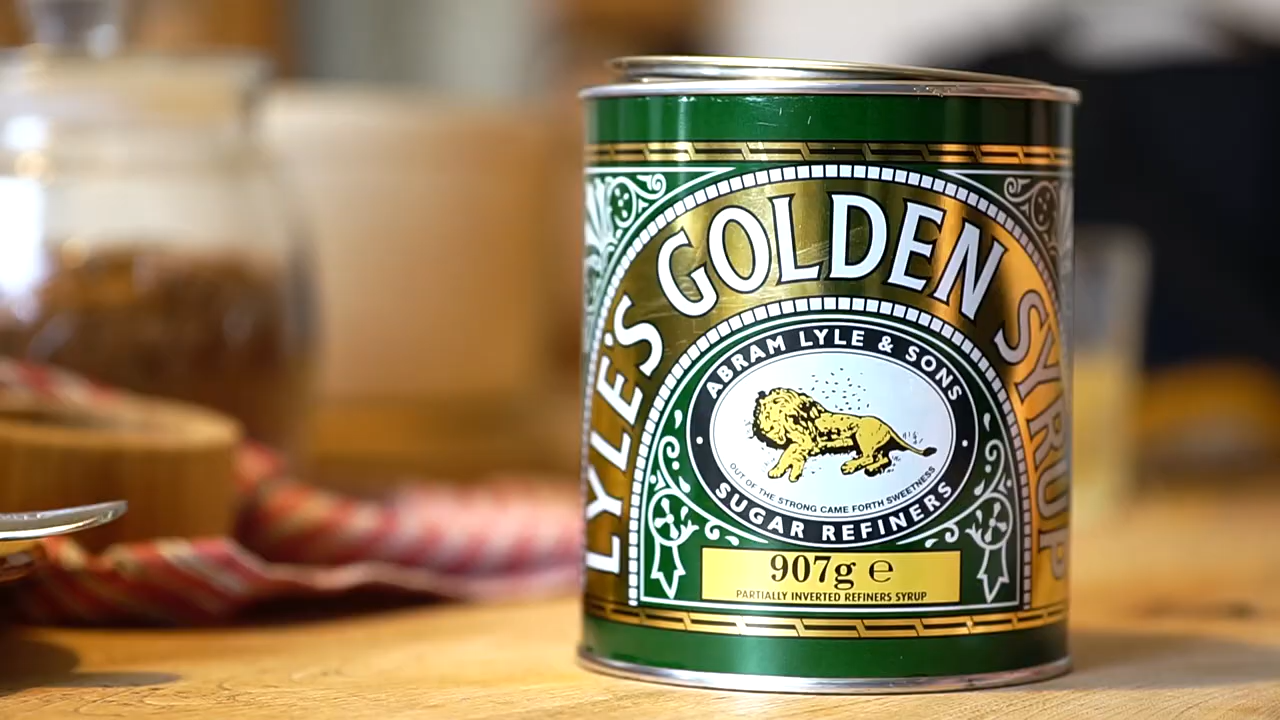 LYLE'S GOLDEN SYRUP
ABRAM LYLE & SONS
OUT OF THE STRONG CAME FORTH SWEETNESS
SUGAR REFINERS
907g ℮
PARTIALLY INVERTED REFINERS SYRUP